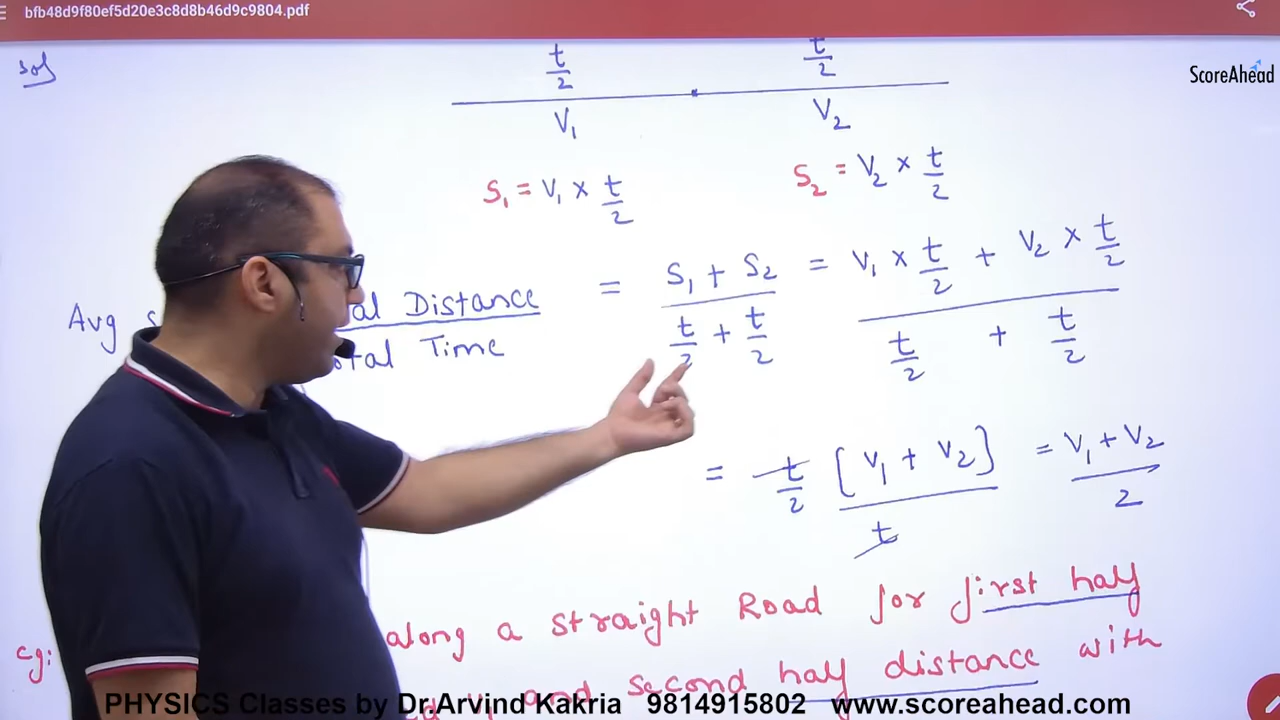 bfb48d9f80ef5d20e3c8d8b46d9c9804.pdf
ScoreAhead
Sol
t/2 t/2
V₁ V₂
S₁ = V₁ × t/2 S₂ = V₂ × t/2
Avg s al Distance / otal Time = S₁ + S₂ / t/2 + t/2 = V₁ × t/2 + V₂ × t/2 / t/2 + t/2
= t/2 [V₁ + V₂] / t = V₁ + V₂ / 2
eg: along a straight Road for first half
and second half distance with
PHYSICS Classes by Dr.Arvind Kakria 9814915802 www.scoreahead.com